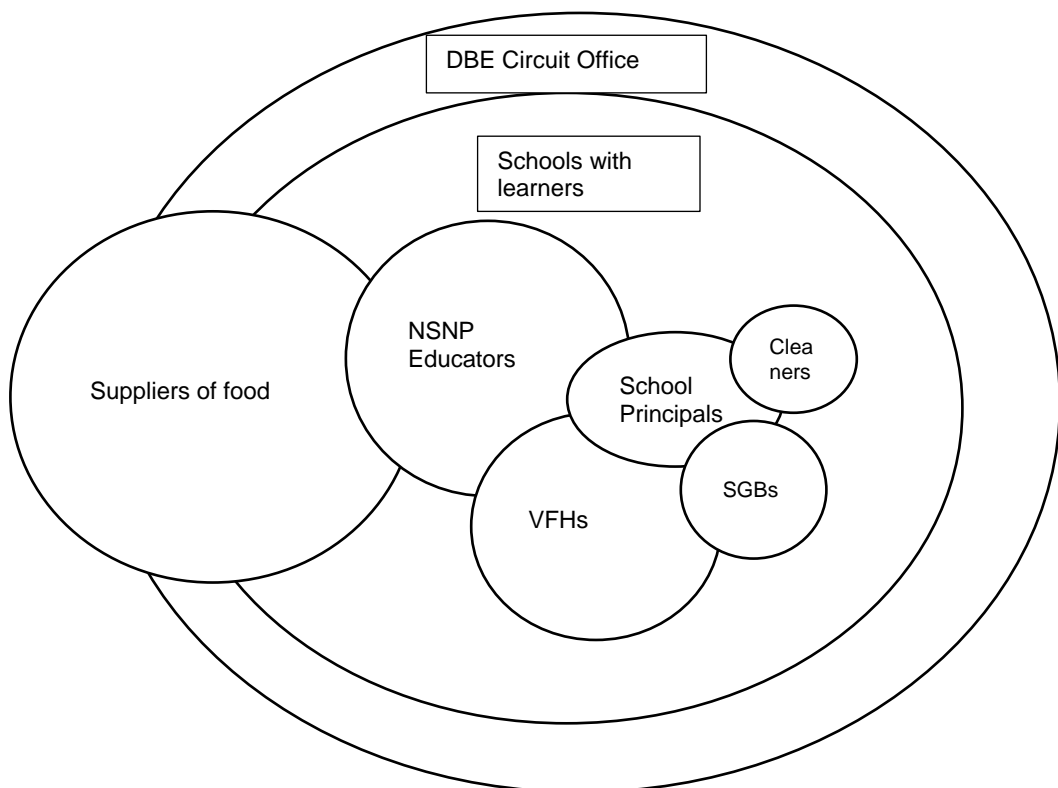 DBE Circuit Office
Schools with
learners
NSNP
Educators
Suppliers of food
School
Principals
Clea
ners
VFHs
SGBs